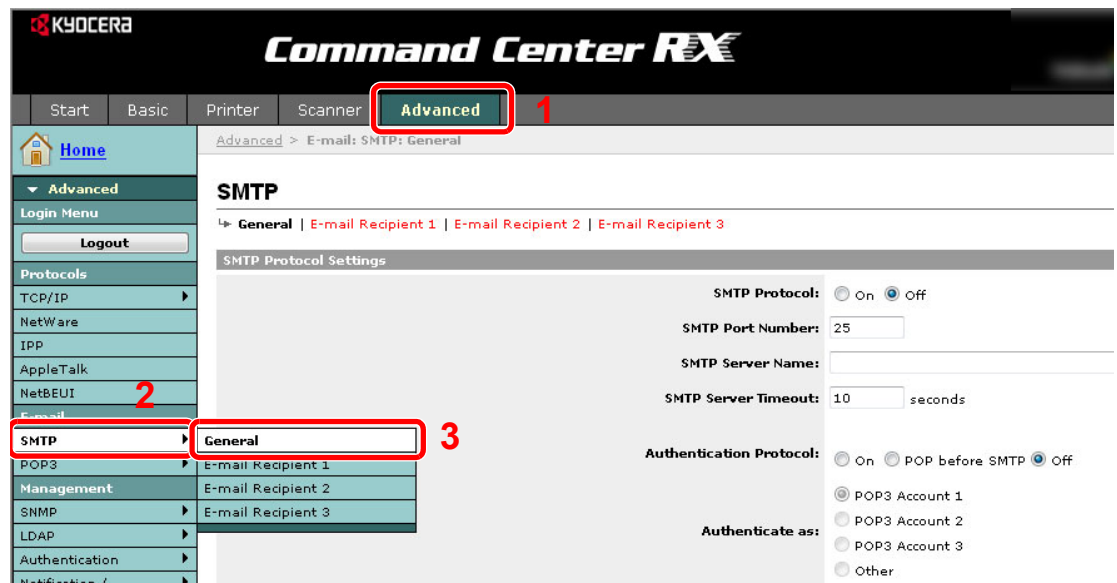 KYOCERA
Command Center RX
Start Basic Printer Scanner Advanced 1
Home
Advanced > E-mail: SMTP: General
Advanced
Login Menu
Logout
Protocols
TCP/IP
NetWare
IPP
AppleTalk
NetBEUI
2
E-mail
SMTP
POP3
Management
SNMP
LDAP
Authentication
Notification /
General
3
E-mail Recipient 1
E-mail Recipient 2
E-mail Recipient 3
SMTP
General | E-mail Recipient 1 | E-mail Recipient 2 | E-mail Recipient 3
SMTP Protocol Settings
SMTP Protocol: On Off
SMTP Port Number: 25
SMTP Server Name:
SMTP Server Timeout: 10 seconds
Authentication Protocol: On POP before SMTP Off
Authenticate as:
POP3 Account 1
POP3 Account 2
POP3 Account 3
Other